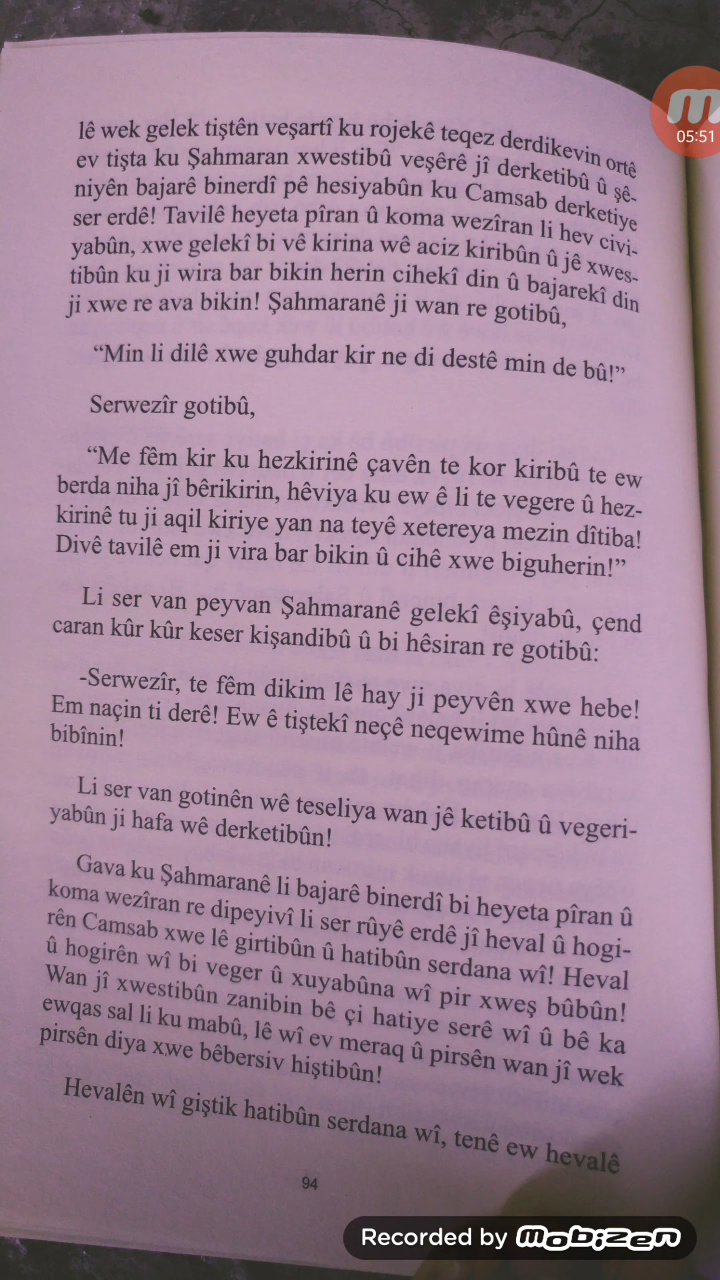 lê wek gelek tiştên veşartî ku rojekê teqez derdikevin ortê
ev tişta ku Şahmaran xwestibû veşêrê jî derketibû û şê-
niyên bajarê binerdî pê hesiyabûn ku Camsab derketiye
ser erdê! Tavilê heyeta pîran û koma wezîran li hev civi-
yabûn, xwe gelekî bi vê kirina wê aciz kiribûn û jê xwes-
tibûn ku ji wira bar bikin herin cihekî din û bajarekî din
ji xwe re ava bikin! Şahmaranê ji wan re gotibû,
“Min li dilê xwe guhdar kir ne di destê min de bû!”
Serwezîr gotibû,
“Me fêm kir ku hezkirinê çavên te kor kiribû te ew
berda niha jî bêrikirin, hêviya ku ew ê li te vegere û hez-
kirinê tu ji aqil kiriye yan na teyê xetereya mezin dîtiba!
Divê tavilê em ji vira bar bikin û cihê xwe biguherin!”
Li ser van peyvan Şahmaranê gelekî êşiyabû, çend
caran kûr kûr keser kişandibû û bi hêsiran re gotibû:
-Serwezîr, te fêm dikim lê hay ji peyvên xwe hebe!
Em naçin ti derê! Ew ê tiştekî neçê neqewime hûnê niha
bibînin!
Li ser van gotinên wê teseliya wan jê ketibû û vegeri-
yabûn ji hafa wê derketibûn!
Gava ku Şahmaranê li bajarê binerdî bi heyeta pîran û
koma wezîran re dipeyivî li ser rûyê erdê jî heval û hogi-
rên Camsab xwe lê girtibûn û hatibûn serdana wî! Heval
û hogirên wî bi veger û xuyabûna wî pir xweş bûbûn!
Wan jî xwestibûn zanibin bê çi hatiye serê wî û bê ka
ewqas sal li ku mabû, lê wî ev meraq û pirsên wan jî wek
pirsên diya xwe bêbersiv hiştibûn!
Hevalên wî giştik hatibûn serdana wî, tenê ew hevalê
94
m
05:51
Recorded by mobizen